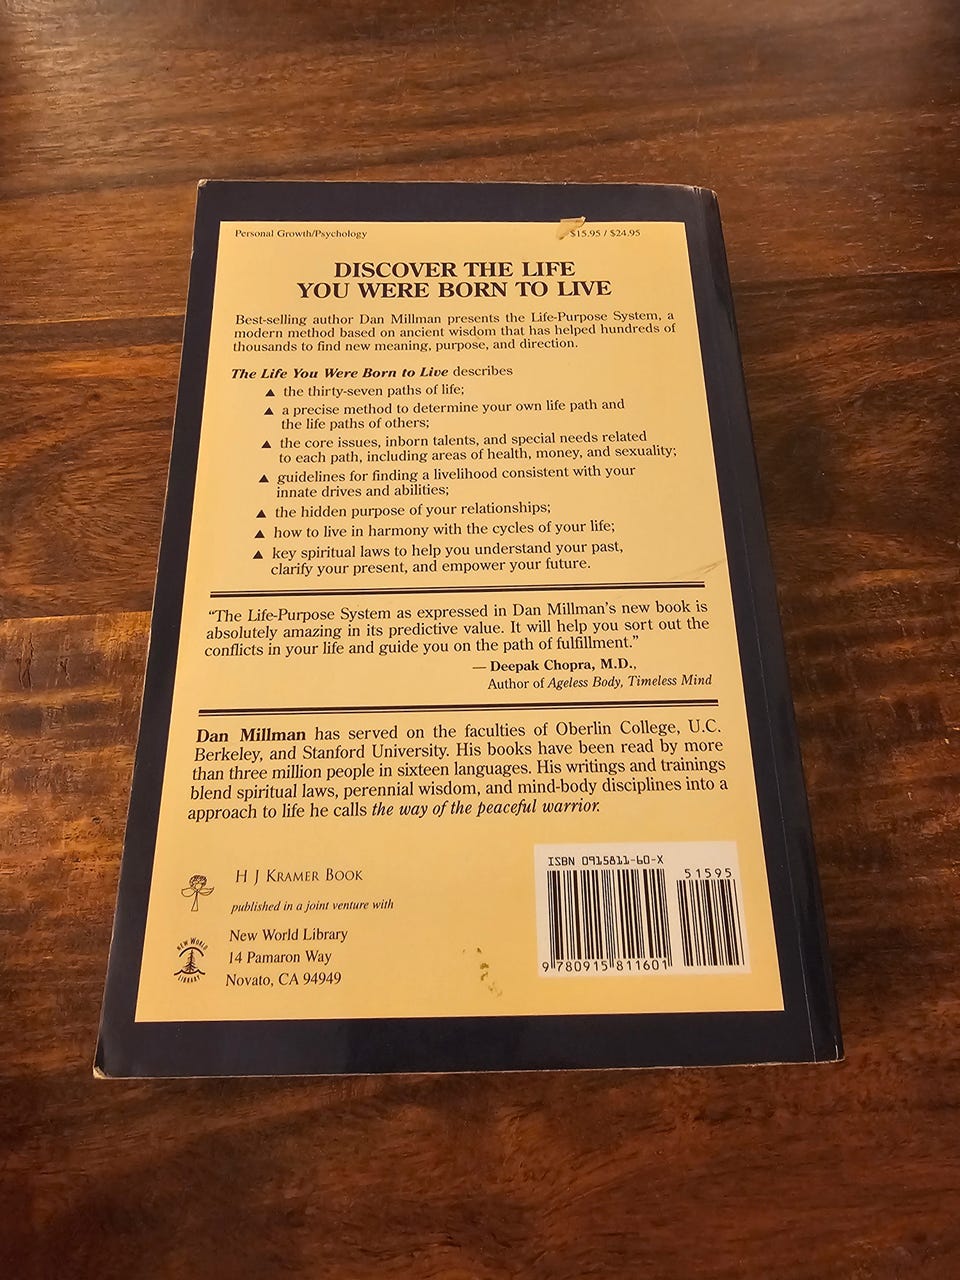 Personal Growth/Psychology
$15.95 / $24.95
DISCOVER THE LIFE
YOU WERE BORN TO LIVE
Best-selling author Dan Millman presents the Life-Purpose System, a
modern method based on ancient wisdom that has helped hundreds of
thousands to find new meaning, purpose, and direction.
The Life You Were Born to Live describes
▲ the thirty-seven paths of life;
▲ a precise method to determine your own life path and
the life paths of others;
▲ the core issues, inborn talents, and special needs related
to each path, including areas of health, money, and sexuality;
▲ guidelines for finding a livelihood consistent with your
innate drives and abilities;
▲ the hidden purpose of your relationships;
▲ how to live in harmony with the cycles of your life;
▲ key spiritual laws to help you understand your past,
clarify your present, and empower your future.
“The Life-Purpose System as expressed in Dan Millman’s new book is
absolutely amazing in its predictive value. It will help you sort out the
conflicts in your life and guide you on the path of fulfillment.”
— Deepak Chopra, M.D.,
Author of Ageless Body, Timeless Mind
Dan Millman has served on the faculties of Oberlin College, U.C.
Berkeley, and Stanford University. His books have been read by more
than three million people in sixteen languages. His writings and trainings
blend spiritual laws, perennial wisdom, and mind-body disciplines into a
approach to life he calls the way of the peaceful warrior.
H J KRAMER BOOK
published in a joint venture with
NEW WORLD
LIBRARY
New World Library
14 Pamaron Way
Novato, CA 94949
ISBN 0915811-60-X
51595
9 780915 811601